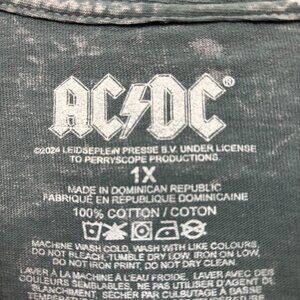 AC⚡DC®
©2024 LEIDSEPLEIN PRESSE B.V. UNDER LICENSE
TO PERRYSCOPE PRODUCTIONS.
1X
MADE IN DOMINICAN REPUBLIC
FABRIQUÉ EN RÉPUBLIQUE DOMINICAINE
100% COTTON / COTON
MACHINE WASH COLD, WASH WITH LIKE COLOURS,
DO NOT BLEACH, TUMBLE DRY LOW, IRON ON LOW,
DO NOT IRON PRINT, DO NOT DRY CLEAN.
LAVER À LA MACHINE À L'EAU FROIDE, LAVER AVEC DES
COULEURS SEMBLABLES, PAS D'AGENT DE
BLANCHIMENT, SÉCHER PAR CULBUTAGE À BASSE